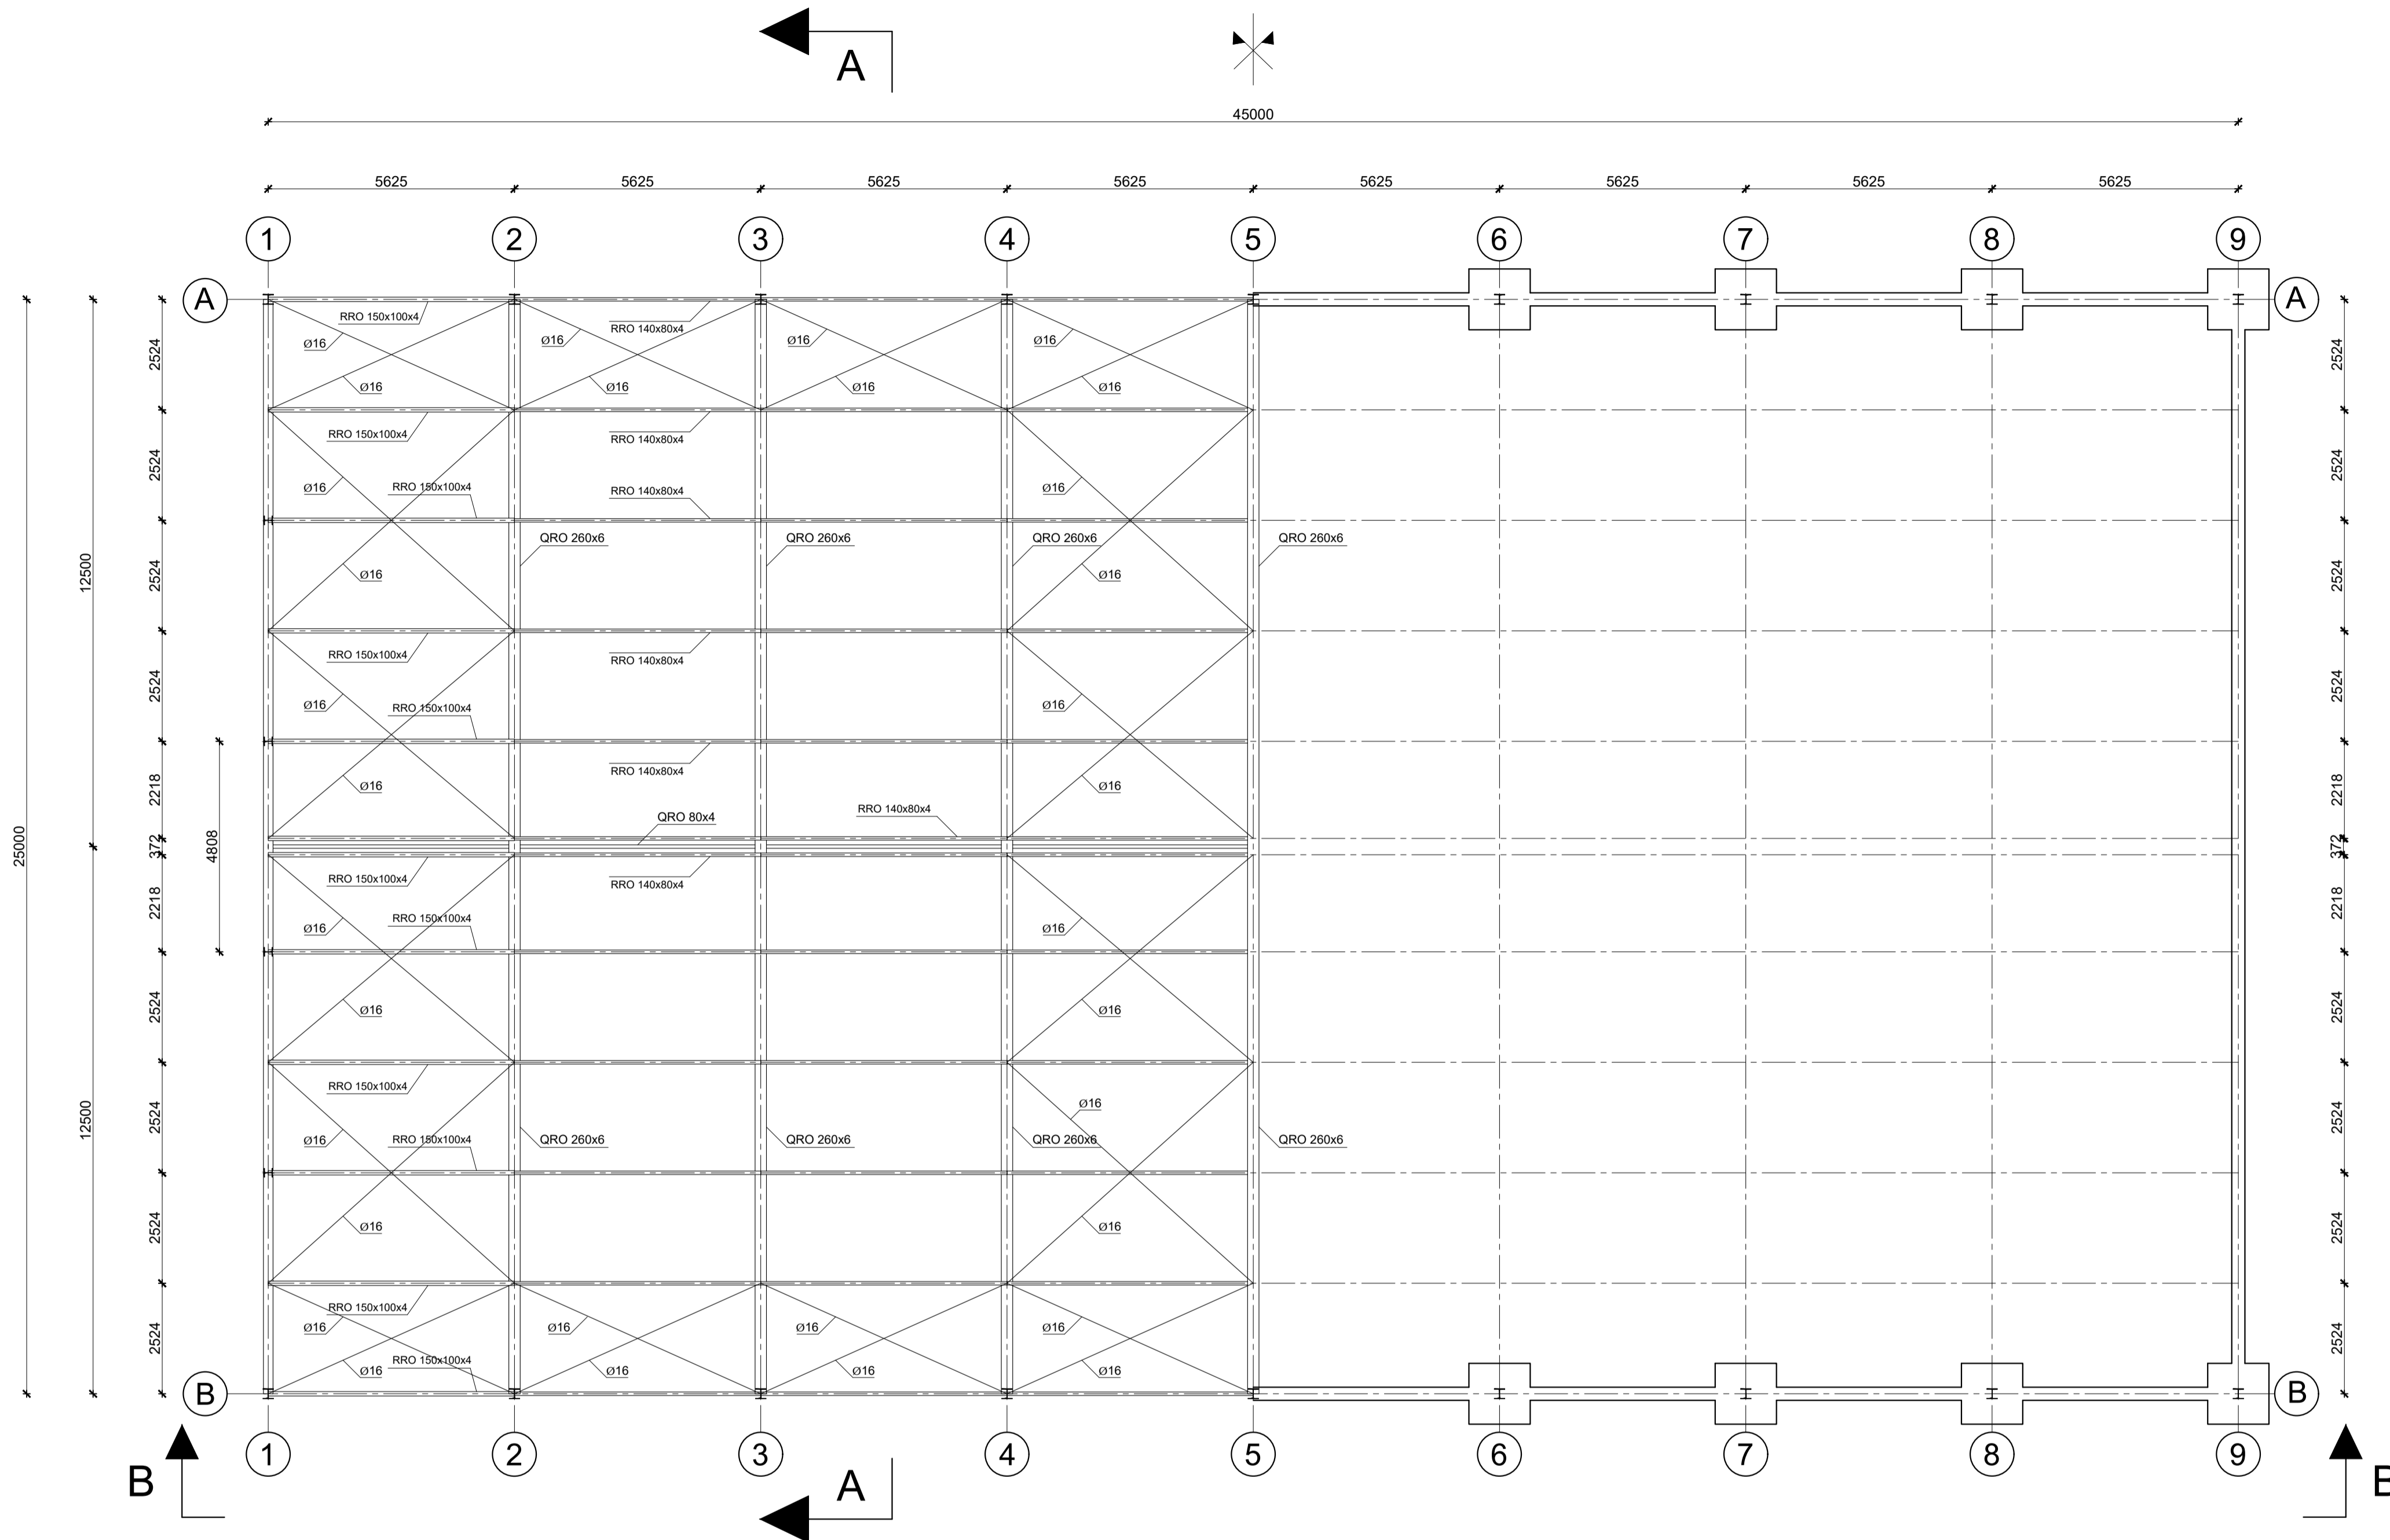 A
45000
5625 5625 5625 5625 5625 5625 5625 5625
1 2 3 4 5 6 7 8 9
A A
RRO 150x100x4 RRO 140x80x4
Ø16 Ø16 Ø16 Ø16
2524 2524
Ø16 Ø16 Ø16 Ø16
RRO 150x100x4 RRO 140x80x4
2524 2524
Ø16 RRO 150x100x4 RRO 140x80x4 Ø16
QRO 260x6 QRO 260x6 QRO 260x6 QRO 260x6
12500 2524 Ø16 Ø16 2524
RRO 150x100x4 RRO 140x80x4
2524 2524
Ø16 RRO 150x100x4 Ø16
RRO 140x80x4
2218 Ø16 Ø16 2218
RRO 140x80x4
QRO 80x4
25000 372 4808 372
RRO 150x100x4 RRO 140x80x4
2218 2218
Ø16 RRO 150x100x4 Ø16
2524 Ø16 Ø16 2524
RRO 150x100x4
Ø16
12500 2524 2524
Ø16 RRO 150x100x4 QRO 260x6 QRO 260x6 QRO 260x6 QRO 260x6
2524 Ø16 Ø16 2524
RRO 150x100x4
Ø16 Ø16 Ø16 Ø16
2524 2524
RRO 150x100x4
Ø16 Ø16 Ø16 Ø16
B B
1 2 3 4 5 6 7 8 9
B A B